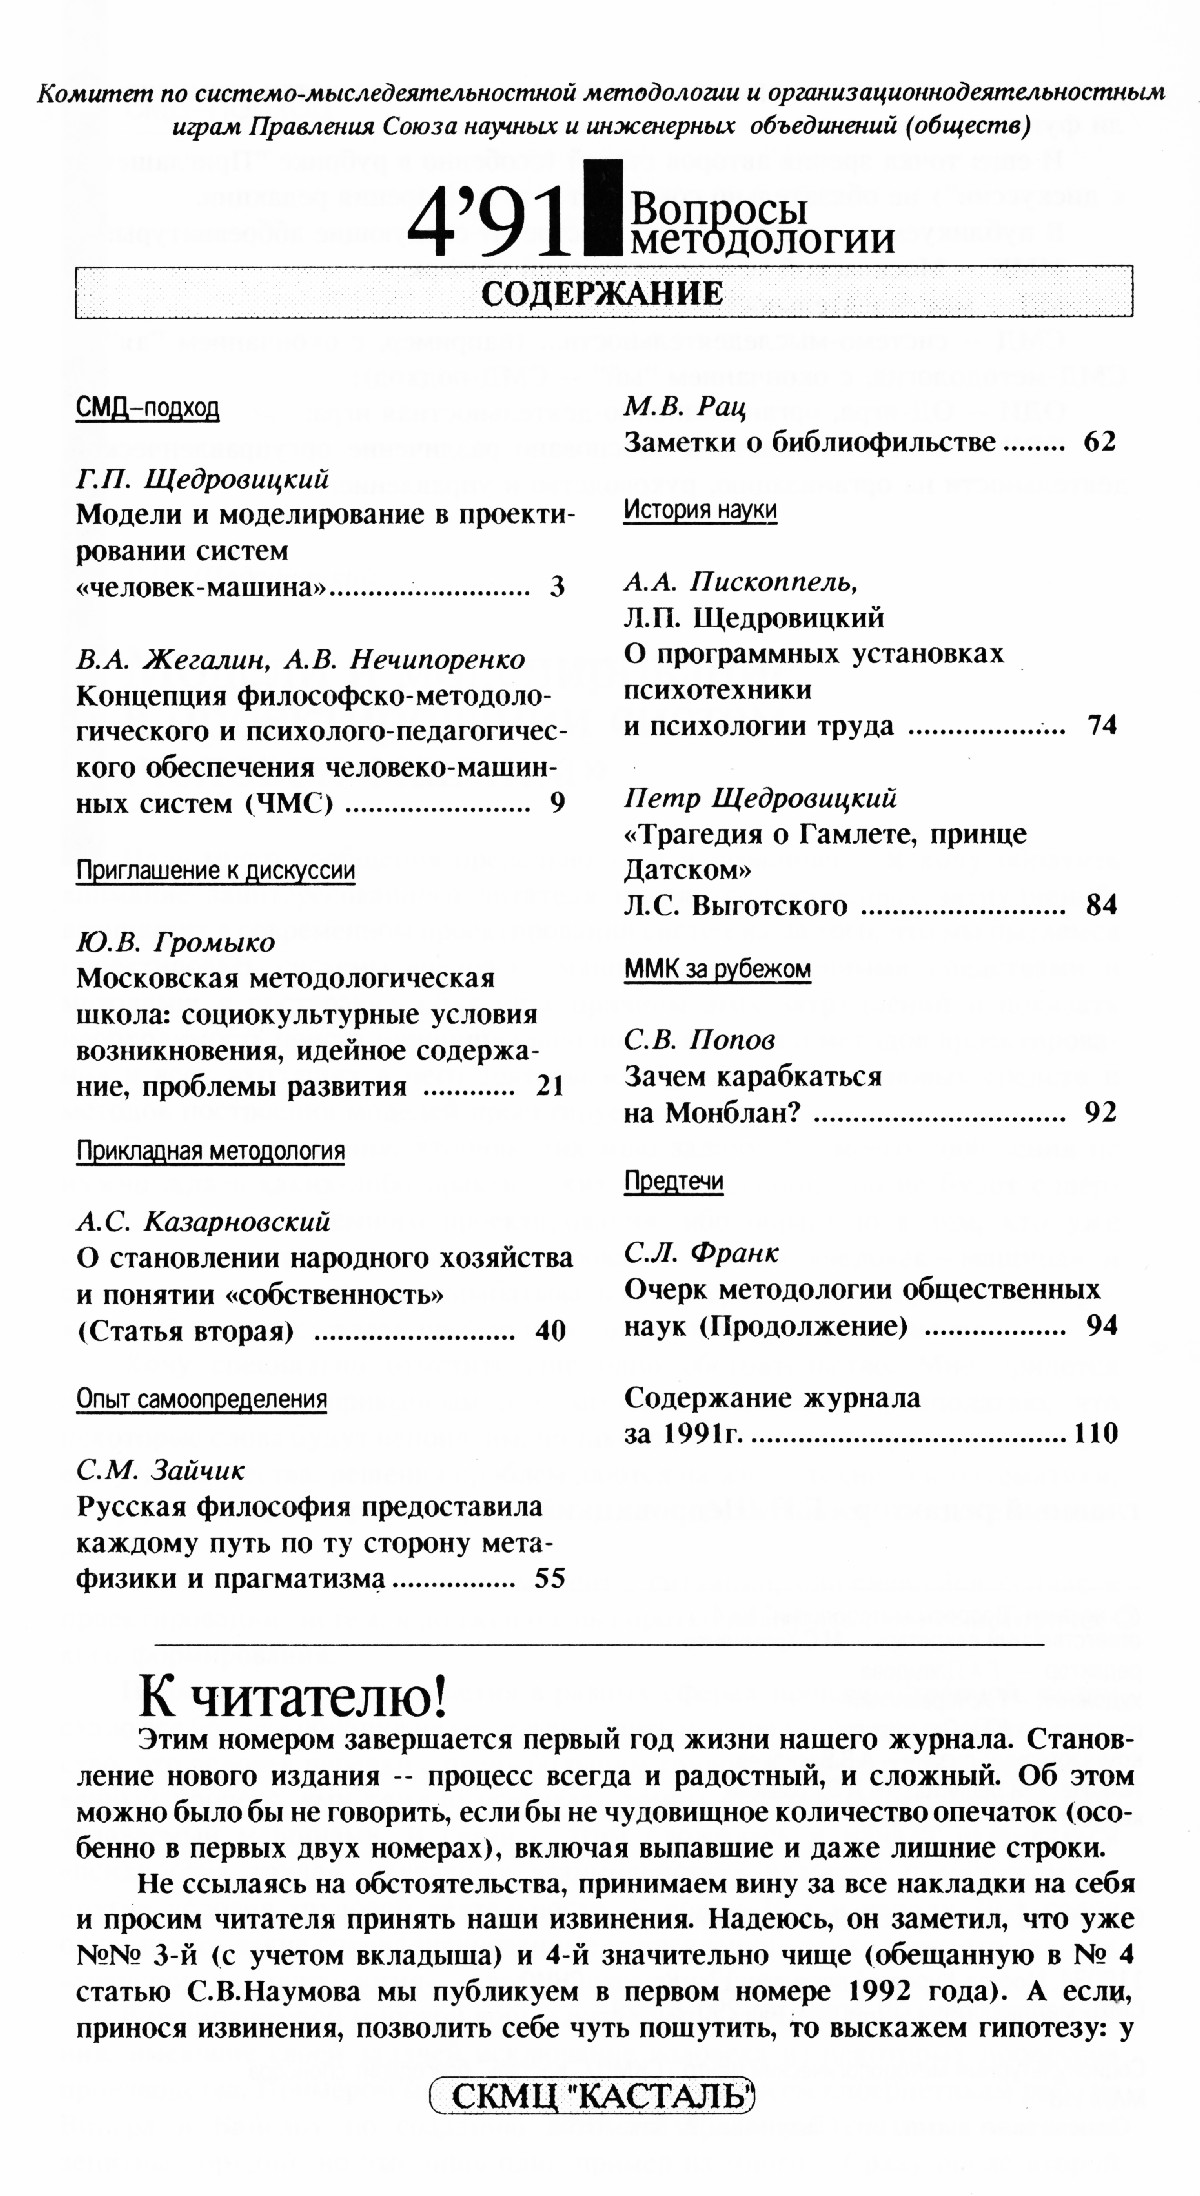 Комитет по системо-мыследеятельностной методологии и организационнодеятельностным
играм Правления Союза научных и инженерных объединений (обществ)
4’91 Вопросы
методологии
СОДЕРЖАНИЕ
СМД–подход
Г.П. Щедровицкий
Модели и моделирование в проекти-
ровании систем
«человек-машина»............................ 3
В.А. Жегалин, А.В. Нечипоренко
Концепция философско-методоло-
гического и психолого-педагогичес-
кого обеспечения человеко-машин-
ных систем (ЧМС) .......................... 9
Приглашение к дискуссии
Ю.В. Громыко
Московская методологическая
школа: социокультурные условия
возникновения, идейное содержа-
ние, проблемы развития ............. 21
Прикладная методология
А.С. Казарновский
О становлении народного хозяйства
и понятии «собственность»
(Статья вторая) ............................ 40
Опыт самоопределения
С.М. Зайчик
Русская философия предоставила
каждому путь по ту сторону мета-
физики и прагматизма................. 55
М.В. Рац
Заметки о библиофильстве........ 62
История науки
А.А. Пископпель,
Л.П. Щедровицкий
О программных установках
психотехники
и психологии труда ...................... 74
Петр Щедровицкий
«Трагедия о Гамлете, принце
Датском»
Л.С. Выготского ............................ 84
ММК за рубежом
С.В. Попов
Зачем карабкаться
на Монблан? ................................... 92
Предтечи
С.Л. Франк
Очерк методологии общественных
наук (Продолжение) .................... 94
Содержание журнала
за 1991г.............................................110
К читателю!
Этим номером завершается первый год жизни нашего журнала. Станов-
ление нового издания -- процесс всегда и радостный, и сложный. Об этом
можно было бы не говорить, если бы не чудовищное количество опечаток (осо-
бенно в первых двух номерах), включая выпавшие и даже лишние строки.
Не ссылаясь на обстоятельства, принимаем вину за все накладки на себя
и просим читателя принять наши извинения. Надеюсь, он заметил, что уже
№№ 3-й (с учетом вкладыша) и 4-й значительно чище (обещанную в № 4
статью С.В.Наумова мы публикуем в первом номере 1992 года). А если,
принося извинения, позволить себе чуть пошутить, то выскажем гипотезу: у
СКМЦ "КАСТАЛЬ"